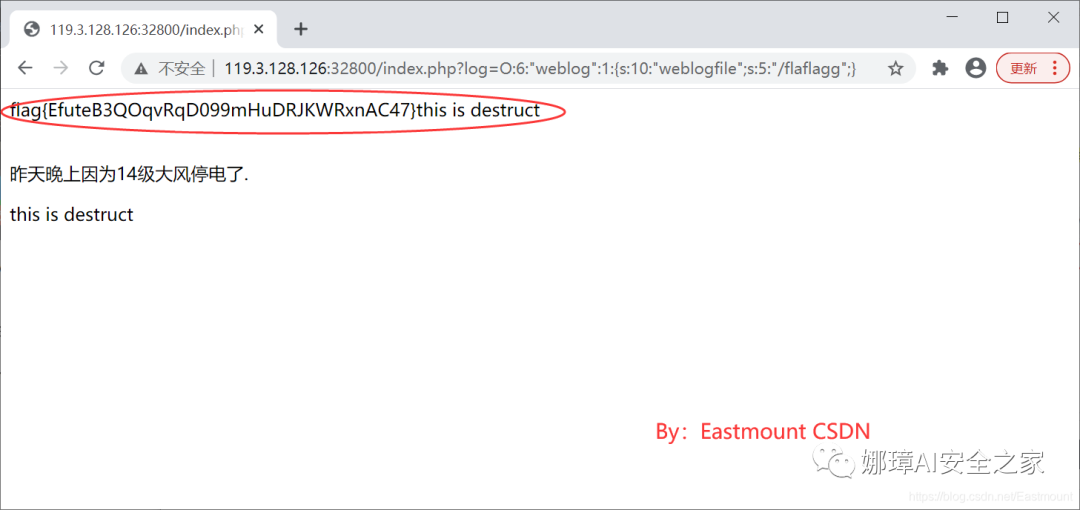 119.3.128.126:32800/index.php
不安全 | 119.3.128.126:32800/index.php?log=O:6:"weblog":1:{s:10:"weblogfile";s:5:"/flaflagg";}
更新
flag{EfuteB3QOqvRqD099mHuDRJKWRxnAC47}this is destruct
昨天晚上因为14级大风停电了.
this is destruct
By：Eastmount CSDN
娜璋AI安全之家
https://blog.csdn.net/Eastmount